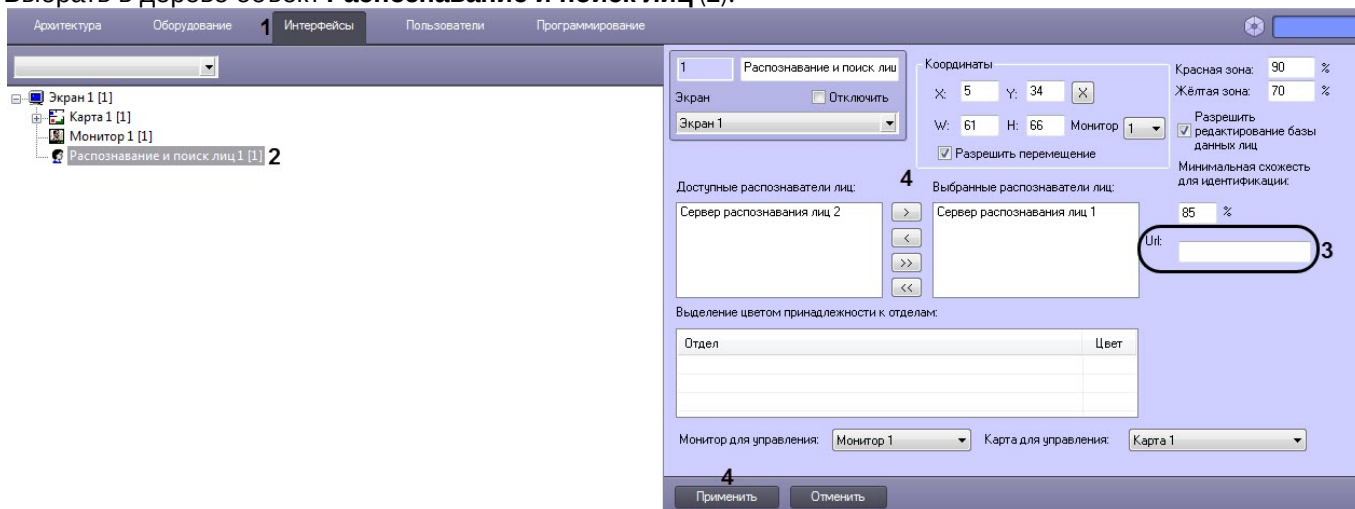 Выбрать в дереве объект Распознавание и поиск лиц (2).
Архитектура Оборудование 1 Интерфейсы Пользователи Программирование
Экран 1 [1]
Карта 1 [1]
Монитор 1 [1]
Распознавание и поиск лиц 1 [1] 2
1 Распознавание и поиск лиц
Экран Отключить
Экран 1
Координаты
X: 5 Y: 34 X
W: 61 H: 66 Монитор 1
Разрешить перемещение
Красная зона: 90 %
Жёлтая зона: 70 %
Разрешить
редактирование базы
данных лиц
Минимальная схожесть
для идентификации:
85 %
Url: 3
4
Доступные распознаватели лиц:
Сервер распознавания лиц 2
>
<
>>
<<
Выбранные распознаватели лиц:
Сервер распознавания лиц 1
Выделение цветом принадлежности к отделам:
Отдел Цвет
Монитор для управления: Монитор 1 Карта для управления: Карта 1
4
Применить Отменить